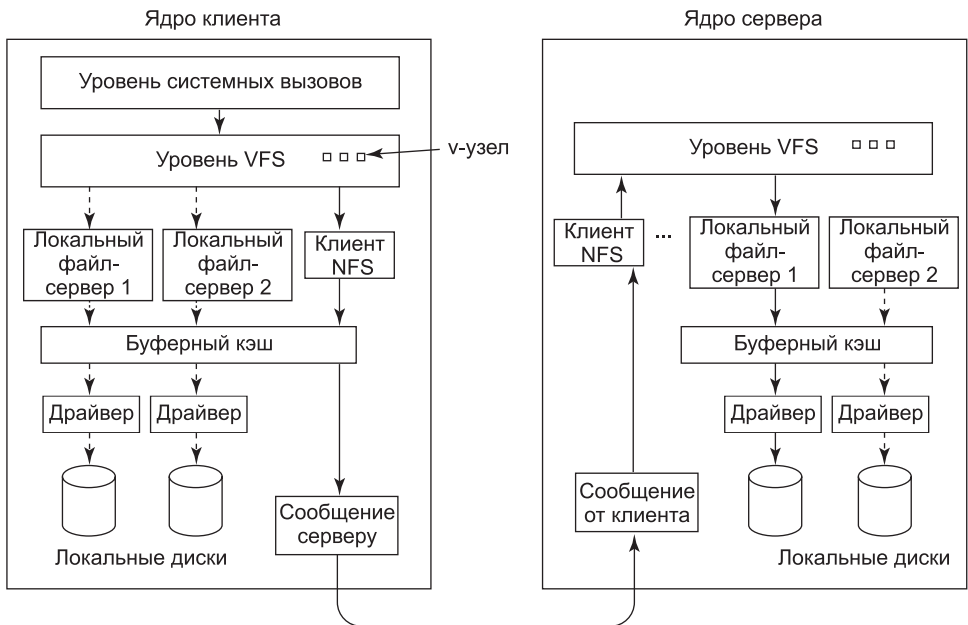 Ядро клиента
Уровень системных вызовов
Уровень VFS
v-узел
Локальный
файл-
сервер 1
Локальный
файл-
сервер 2
Клиент
NFS
Буферный кэш
Драйвер
Драйвер
Сообщение
серверу
Локальные диски
Ядро сервера
Уровень VFS
Клиент
NFS
...
Локальный
файл-
сервер 1
Локальный
файл-
сервер 2
Буферный кэш
Драйвер
Драйвер
Сообщение
от клиента
Локальные диски